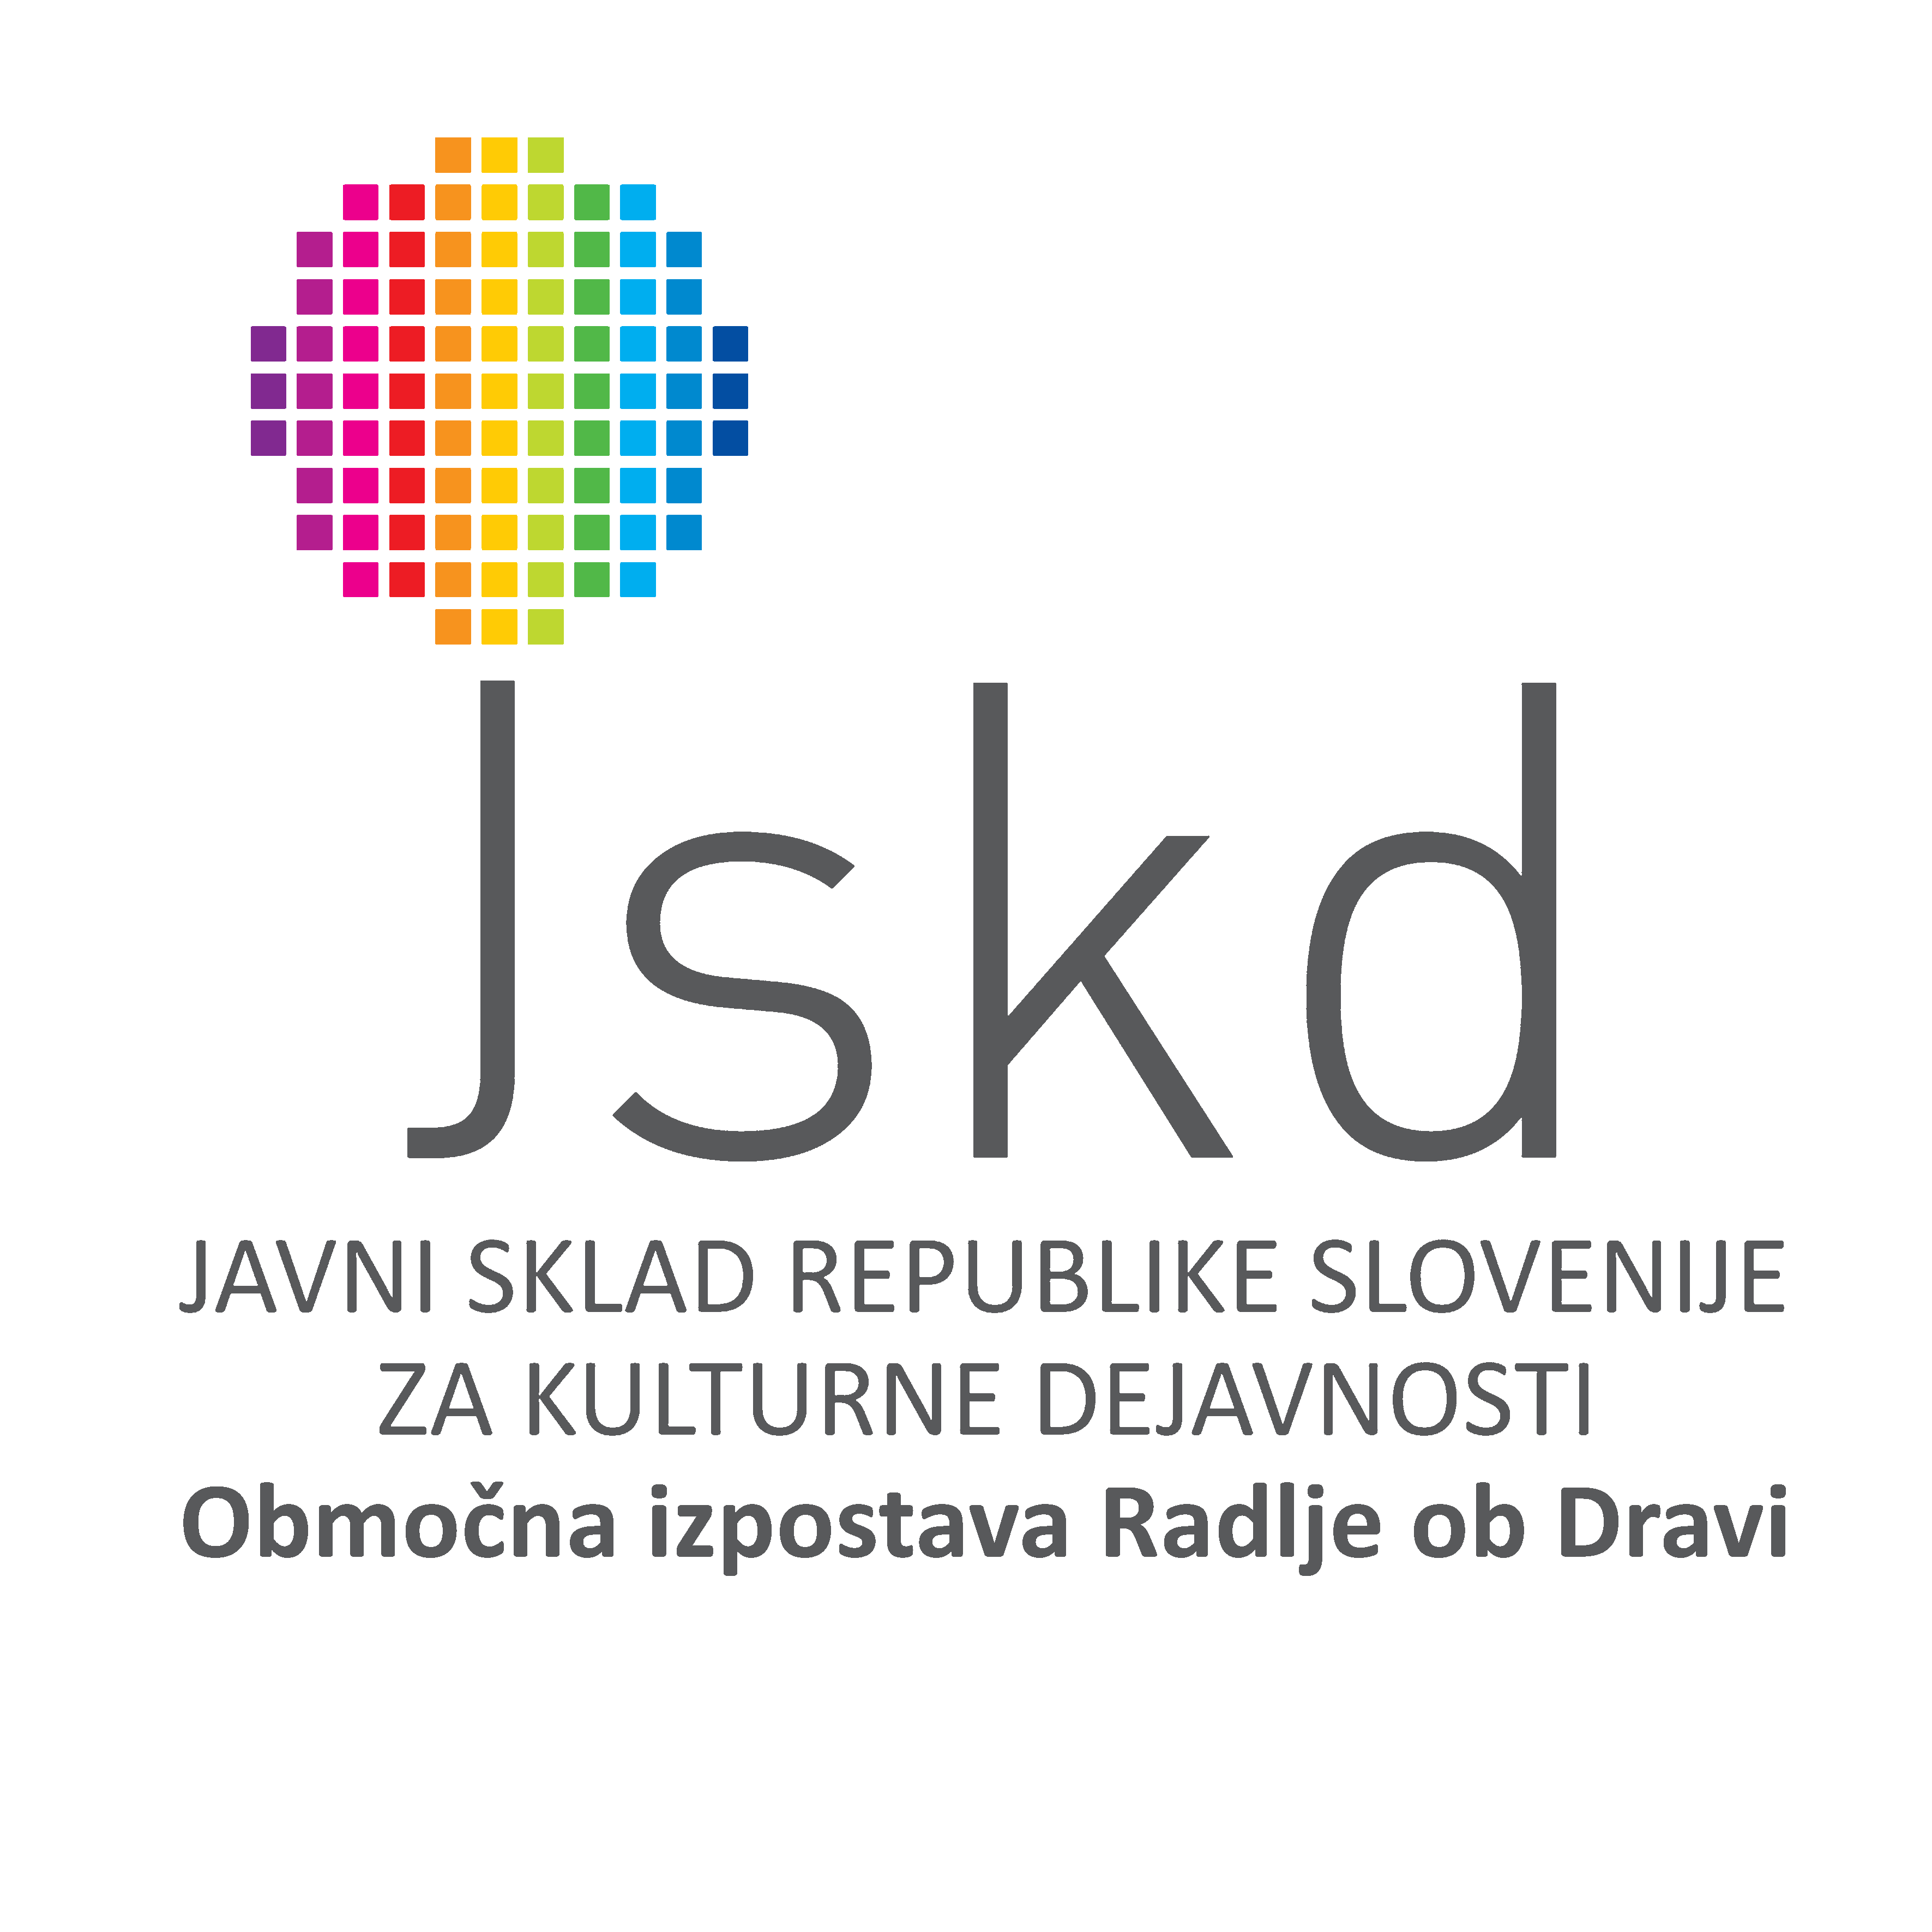 Jskd
JAVNI SKLAD REPUBLIKE SLOVENIJE
ZA KULTURNE DEJAVNOSTI
Območna izpostava Radlje ob Dravi